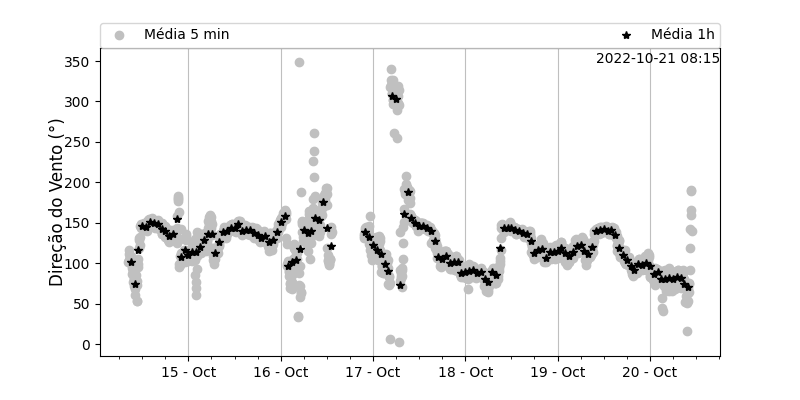 Média 5 min
Média 1h
2022-10-21 08:15
Direção do Vento (°)
350
300
250
200
150
100
50
0
15 - Oct
16 - Oct
17 - Oct
18 - Oct
19 - Oct
20 - Oct